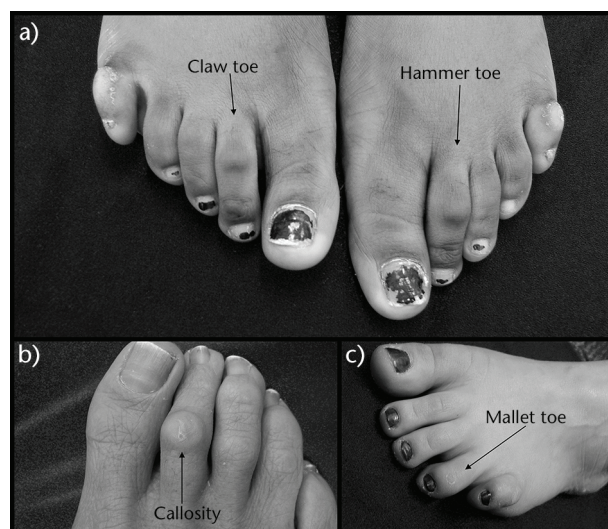 a)
Claw toe
Hammer toe
b)
Callosity
c)
Mallet toe